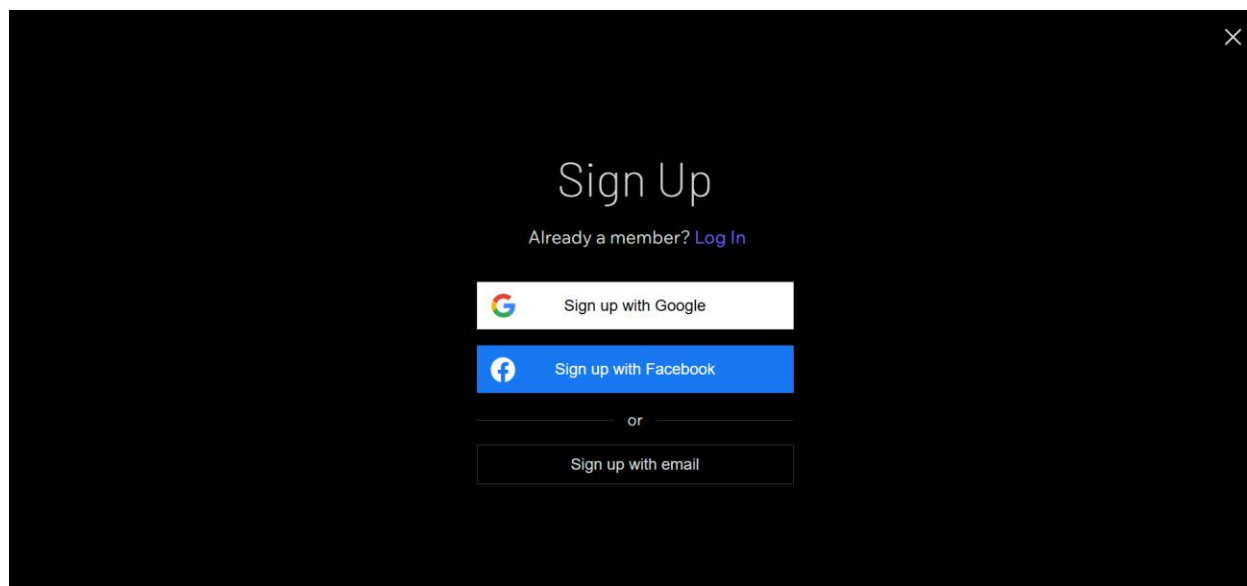 Sign Up
Already a member? Log In
Sign up with Google
Sign up with Facebook
or
Sign up with email